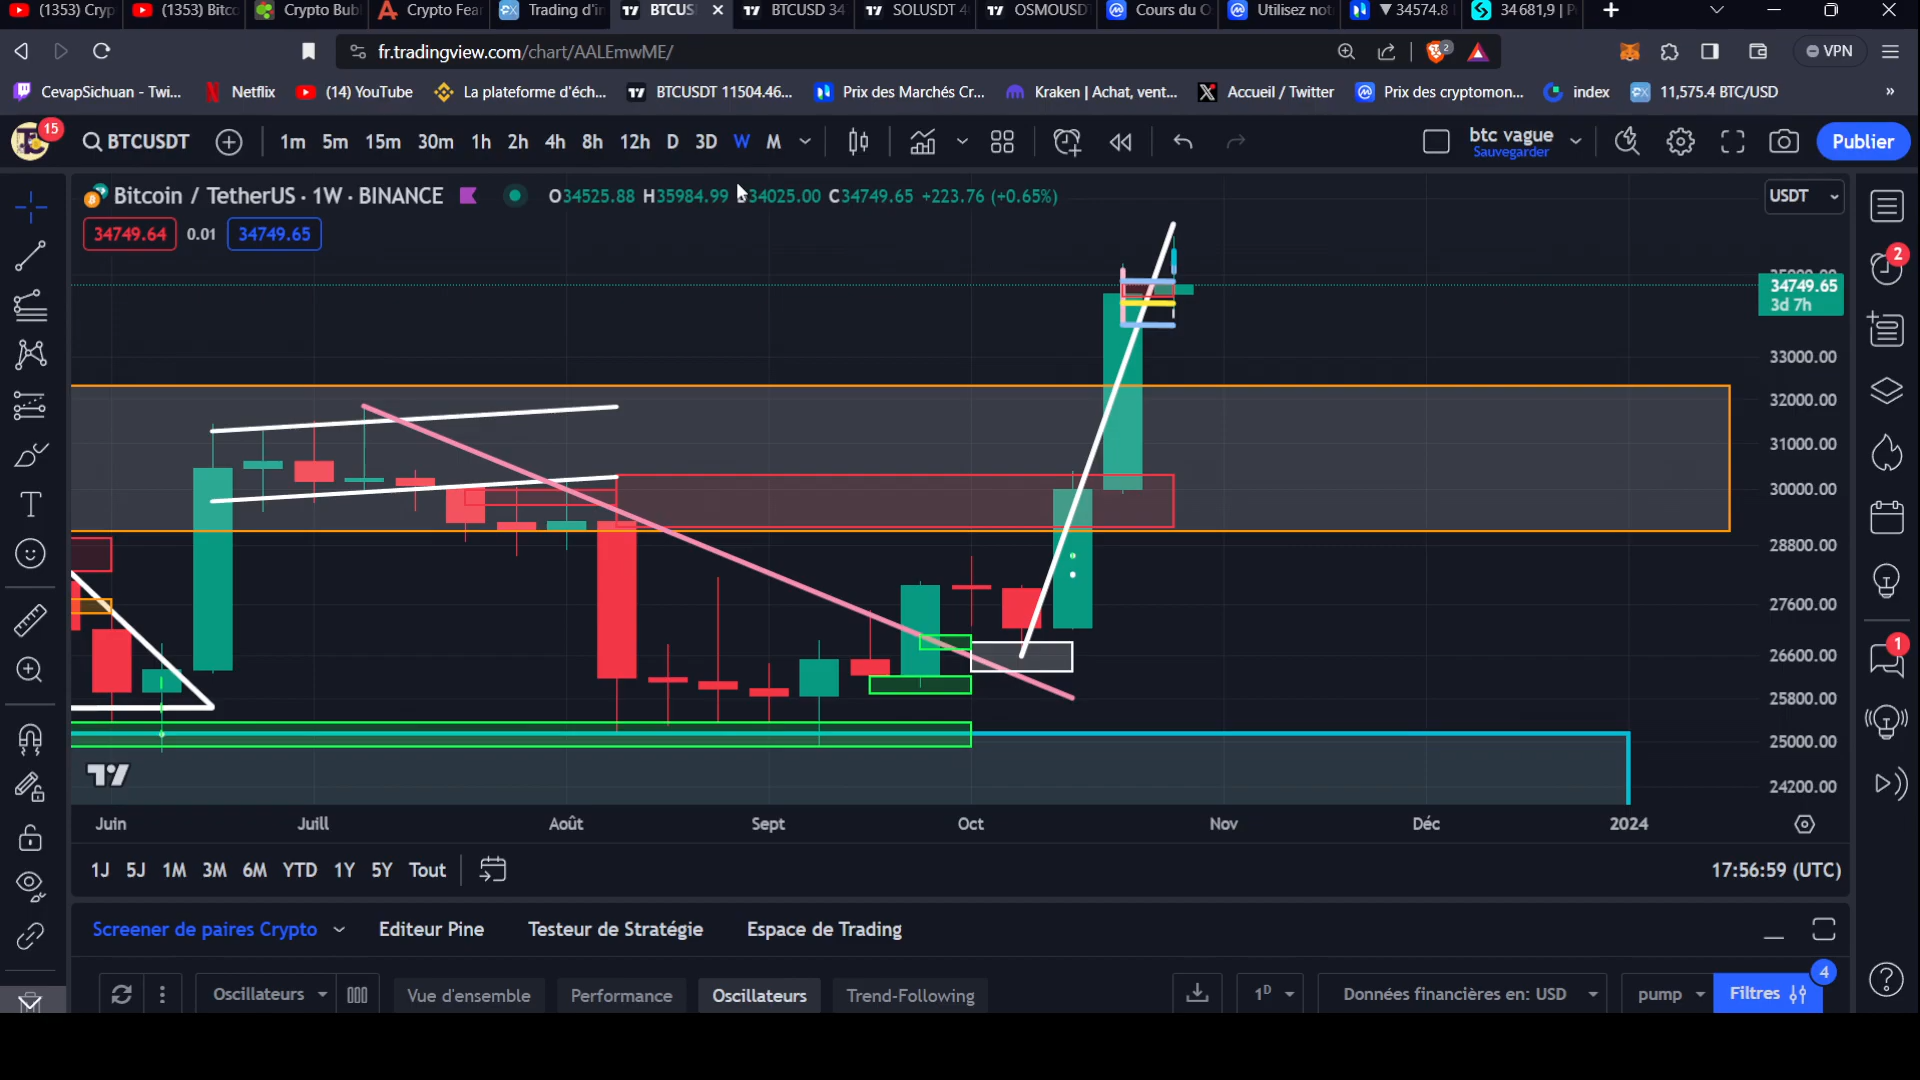 (1353) Cryp (1353) Bitco Crypto Bub Crypto Fear Trading d'in BTCUS BTCUSD 34 SOLUSDT 4 OSMOUSD Cours du O Utilisez not ▼ 34574.8 34 681,9 | P
fr.tradingview.com/chart/AALEmwME/ 2 VPN
CevapSichuan - Twi... Netflix (14) YouTube La plateforme d'éch... BTCUSDT 11504.46... Prix des Marchés Cr... Kraken | Achat, vent... Accueil / Twitter Prix des cryptomon... index 11,575.4 BTC/USD »
15 BTCUSDT 1m 5m 15m 30m 1h 2h 4h 8h 12h D 3D W M btc vague Sauvegarder Publier
Bitcoin / TetherUS · 1W · BINANCE O34525.88 H35984.99 34025.00 C34749.65 +223.76 (+0.65%) USDT
34749.64 0.01 34749.65
2
35000.00
34749.65
3d 7h
33000.00
32000.00
31000.00
30000.00
28800.00
27600.00
1
26600.00
25800.00
25000.00
24200.00
Juin Juill Août Sept Oct Nov Déc 2024
1J 5J 1M 3M 6M YTD 1Y 5Y Tout 17:56:59 (UTC)
Screener de paires Crypto Editeur Pine Testeur de Stratégie Espace de Trading
4
Oscillateurs Vue d'ensemble Performance Oscillateurs Trend-Following 1D Données financières en: USD pump Filtres